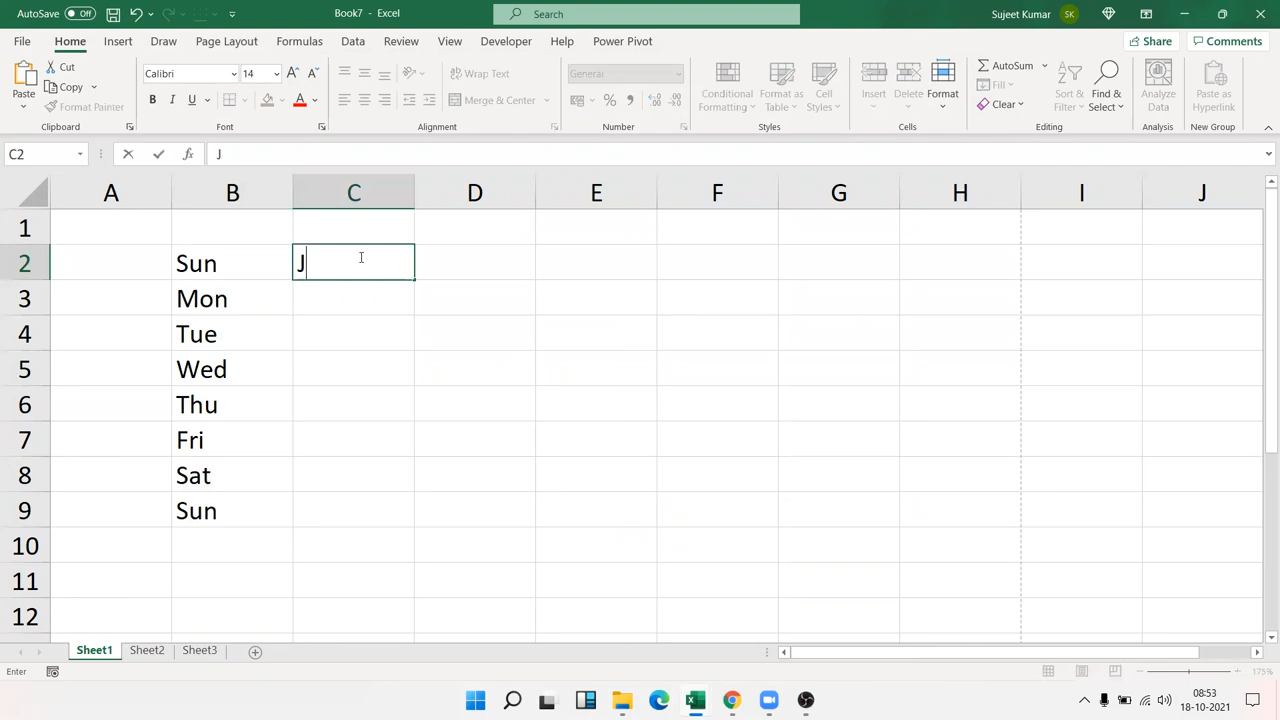 AutoSave Off Book7 - Excel Search Sujeet Kumar SK
File Home Insert Draw Page Layout Formulas Data Review View Developer Help Power Pivot Share Comments
Paste Cut Copy Format Painter
Calibri 14 A A
B I U A
Wrap Text
Merge & Center
General
% ,
Conditional Formatting Format as Table Cell Styles
Insert Delete Format
AutoSum Fill Clear
Sort & Filter Find & Select
Analyze Data
Paste as Hyperlink
Clipboard Font Alignment Number Styles Cells Editing Analysis New Group
C2 fx J
A B C D E F G H I J
1
2 Sun J
3 Mon
4 Tue
5 Wed
6 Thu
7 Fri
8 Sat
9 Sun
10
11
12
Sheet1 Sheet2 Sheet3
Enter 175%
08:53
18-10-2021